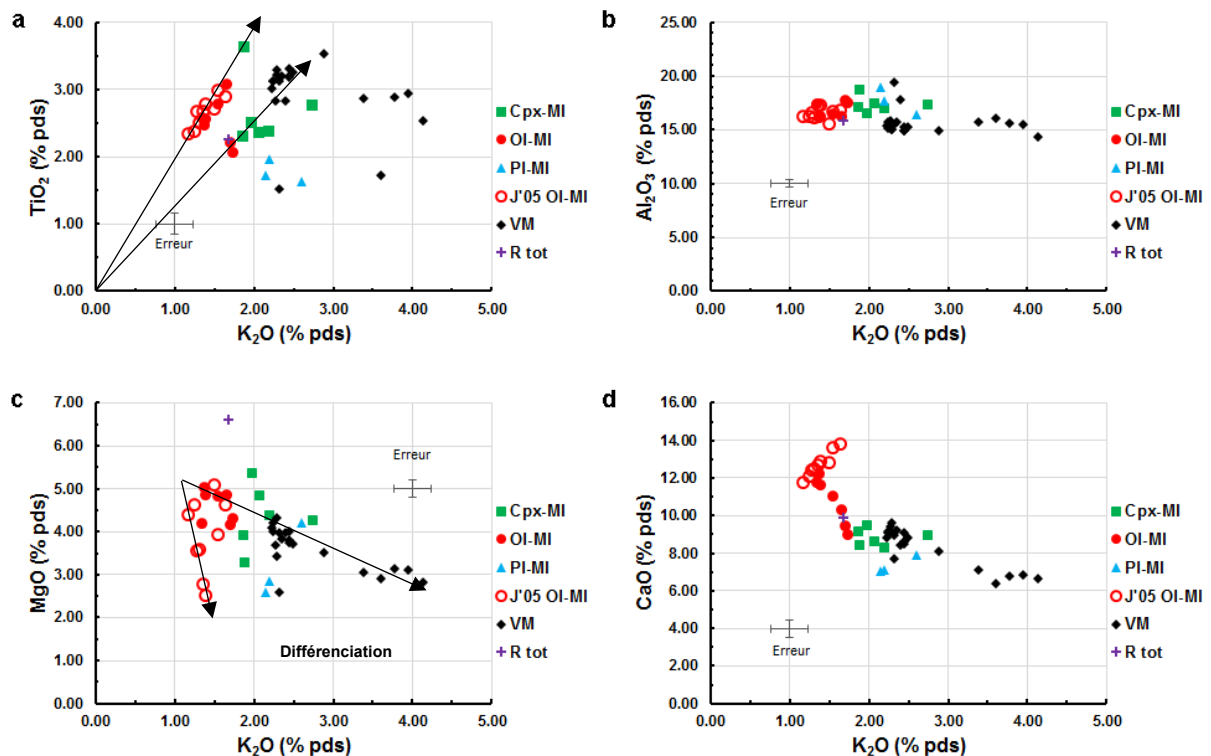 a
TiO2 (% pds)
4.00
3.00
2.00
1.00
0.00
Erreur
0.00 1.00 2.00 3.00 4.00 5.00
K2O (% pds)
Cpx-MI
Ol-MI
Pl-MI
J'05 Ol-MI
VM
R tot
b
Al2O3 (% pds)
25.00
20.00
15.00
10.00
5.00
0.00
Erreur
0.00 1.00 2.00 3.00 4.00 5.00
K2O (% pds)
Cpx-MI
Ol-MI
Pl-MI
J'05 Ol-MI
VM
R tot
c
MgO (% pds)
7.00
6.00
5.00
4.00
3.00
2.00
1.00
0.00
Erreur
Différenciation
0.00 1.00 2.00 3.00 4.00 5.00
K2O (% pds)
Cpx-MI
Ol-MI
Pl-MI
J'05 Ol-MI
VM
R tot
d
CaO (% pds)
16.00
14.00
12.00
10.00
8.00
6.00
4.00
2.00
0.00
Erreur
0.00 1.00 2.00 3.00 4.00 5.00
K2O (% pds)
Cpx-MI
Ol-MI
Pl-MI
J'05 Ol-MI
VM
R tot